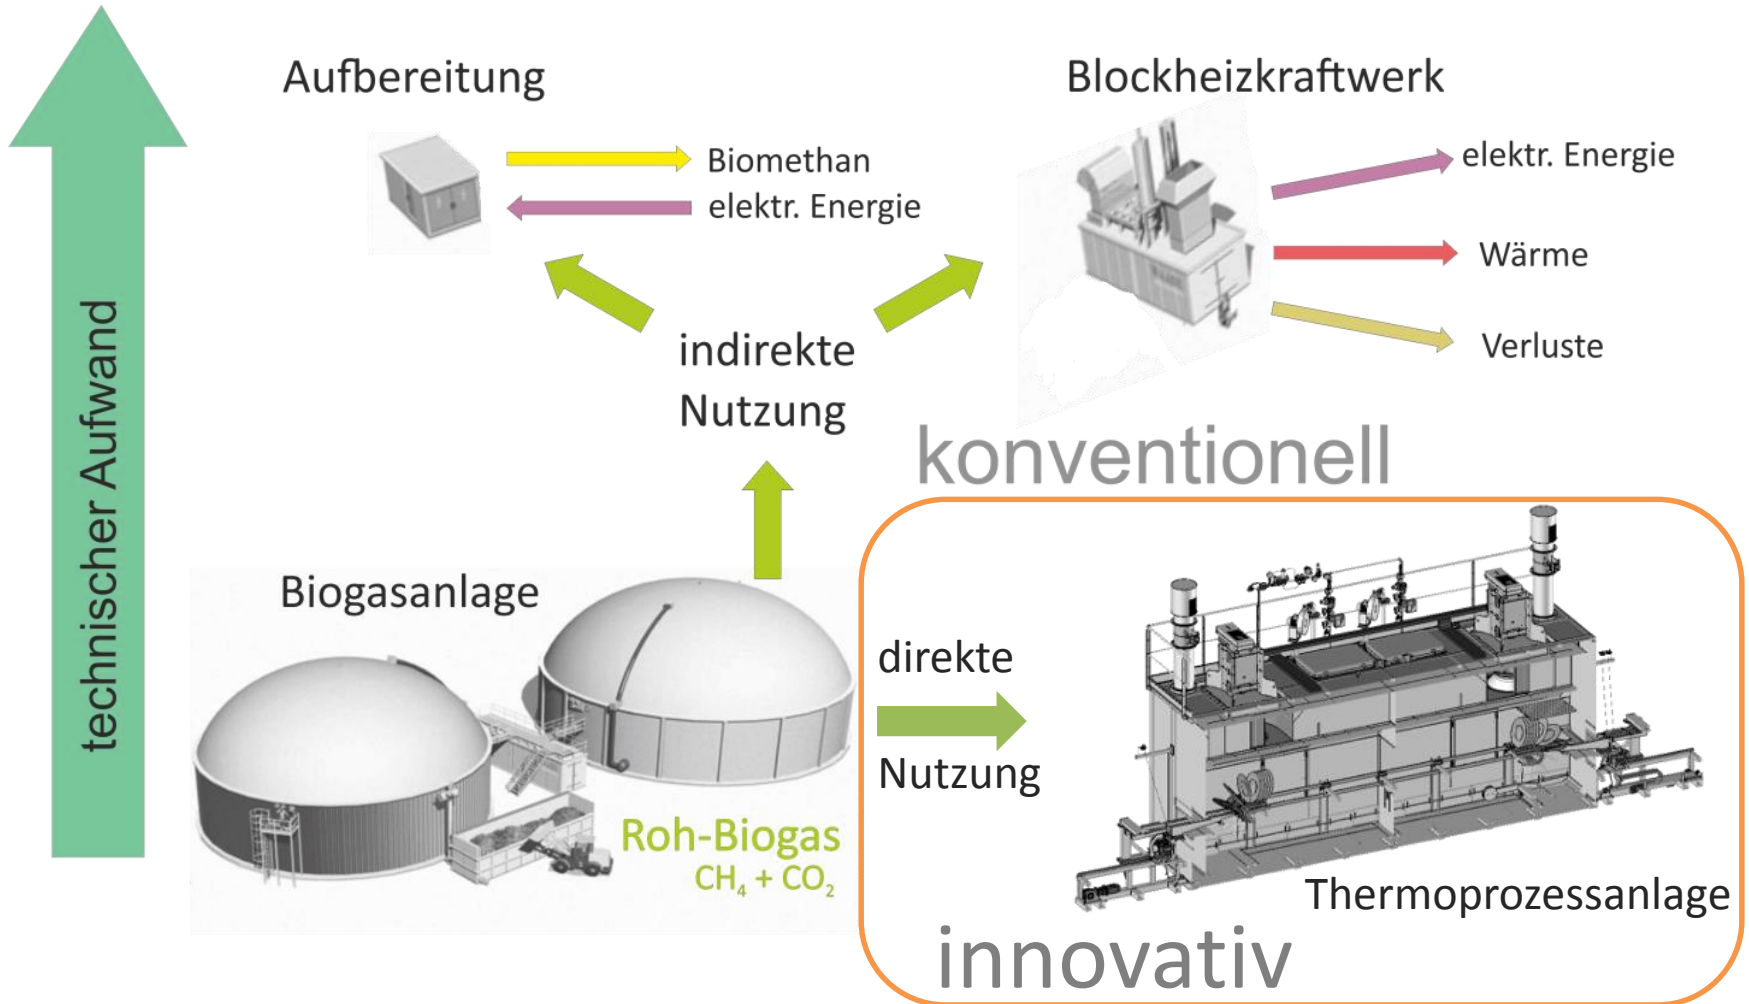 technischer Aufwand
Aufbereitung
Biomethan
elektr. Energie
Blockheizkraftwerk
elektr. Energie
Wärme
Verluste
indirekte
Nutzung
konventionell
Biogasanlage
Roh-Biogas
CH₄ + CO₂
direkte
Nutzung
Thermoprozessanlage
innovativ